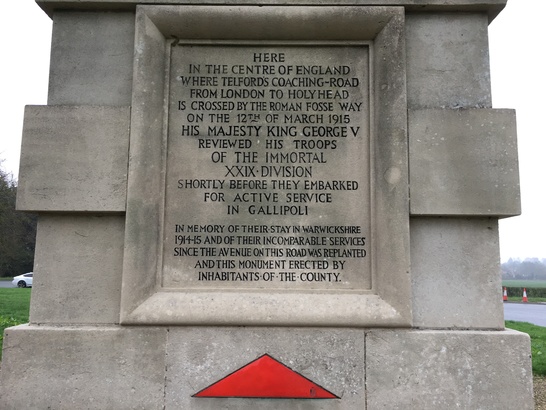 HERE
IN THE CENTRE OF ENGLAND
WHERE TELFORD'S COACHING-ROAD
FROM LONDON TO HOLYHEAD
IS CROSSED BY THE ROMAN FOSSE WAY
ON THE 12TH OF MARCH 1915
HIS MAJESTY KING GEORGE V
REVIEWED HIS TROOPS
OF THE IMMORTAL
XXIX·DIVISION
SHORTLY BEFORE THEY EMBARKED
FOR ACTIVE SERVICE
IN GALLIPOLI
IN MEMORY OF THEIR·STAY IN WARWICKSHIRE
1914-15 AND OF THEIR INCOMPARABLE SERVICES
SINCE THE AVENUE ON THIS ROAD WAS REPLANTED
AND THIS MONUMENT ERECTED BY
INHABITANTS·OF·THE·COUNTY.